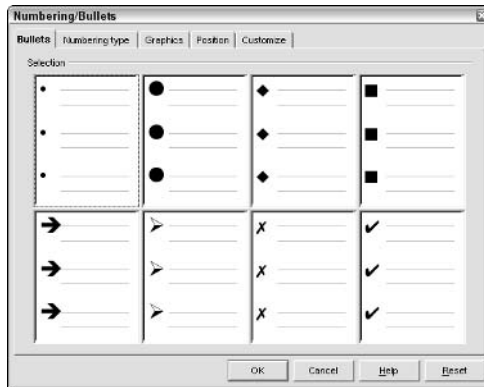 Numbering/Bullets
Bullets Numbering type Graphics Position Customize
Selection
OK Cancel Help Reset